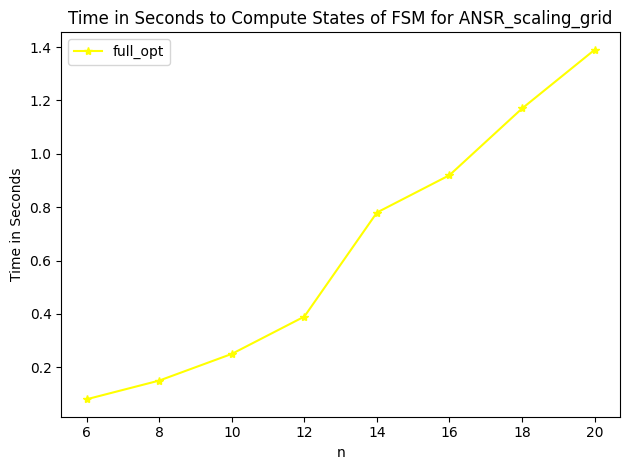 Time in Seconds to Compute States of FSM for ANSR_scaling_grid
full_opt
Time in Seconds
1.4
1.2
1.0
0.8
0.6
0.4
0.2
6 8 10 12 14 16 18 20
n